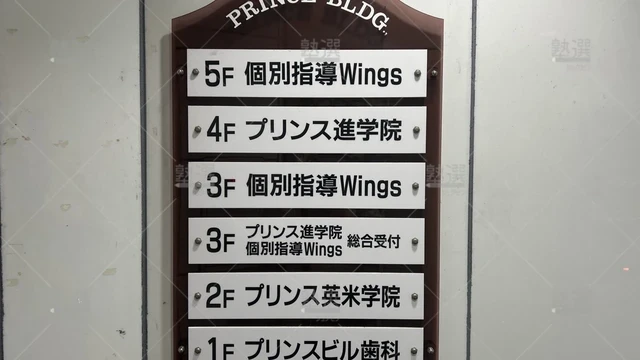 PRINCE BLDG.,
5F 個別指導Wings
4F プリンス進学院
3F 個別指導Wings
3F プリンス進学院 個別指導Wings 総合受付
2F プリンス英米学院
1F プリンスビル歯科
塾選